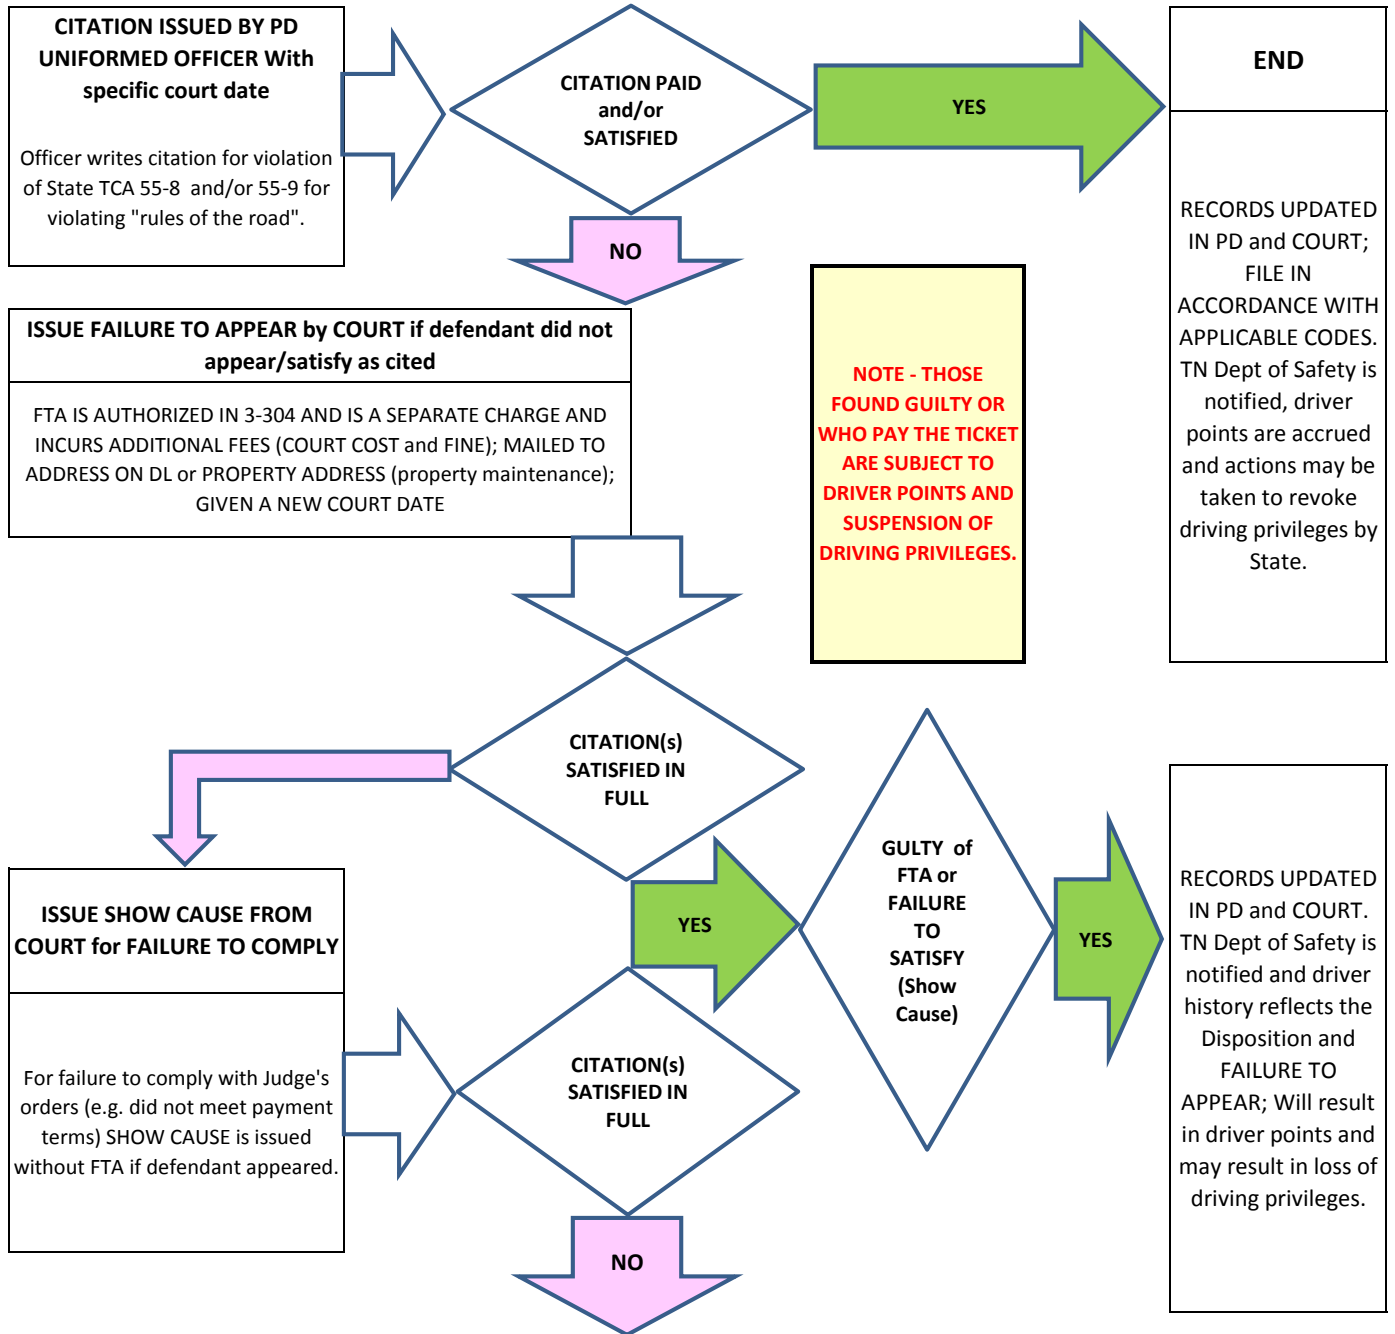 CITATION ISSUED BY PD
UNIFORMED OFFICER With
specific court date
Officer writes citation for violation
of State TCA 55-8 and/or 55-9 for
violating "rules of the road".
CITATION PAID
and/or
SATISFIED
YES
END
RECORDS UPDATED
IN PD and COURT;
FILE IN
ACCORDANCE WITH
APPLICABLE CODES.
TN Dept of Safety is
notified, driver
points are accrued
and actions may be
taken to revoke
driving privileges by
State.
NO
ISSUE FAILURE TO APPEAR by COURT if defendant did not
appear/satisfy as cited
FTA IS AUTHORIZED IN 3-304 AND IS A SEPARATE CHARGE AND
INCURS ADDITIONAL FEES (COURT COST and FINE); MAILED TO
ADDRESS ON DL or PROPERTY ADDRESS (property maintenance);
GIVEN A NEW COURT DATE
NOTE - THOSE
FOUND GUILTY OR
WHO PAY THE TICKET
ARE SUBJECT TO
DRIVER POINTS AND
SUSPENSION OF
DRIVING PRIVILEGES.
CITATION(s)
SATISFIED IN
FULL
ISSUE SHOW CAUSE FROM
COURT for FAILURE TO COMPLY
For failure to comply with Judge's
orders (e.g. did not meet payment
terms) SHOW CAUSE is issued
without FTA if defendant appeared.
YES
GULTY of
FTA or
FAILURE
TO
SATISFY
(Show
Cause)
YES
RECORDS UPDATED
IN PD and COURT.
TN Dept of Safety is
notified and driver
history reflects the
Disposition and
FAILURE TO
APPEAR; Will result
in driver points and
may result in loss of
driving privileges.
CITATION(s)
SATISFIED IN
FULL
NO